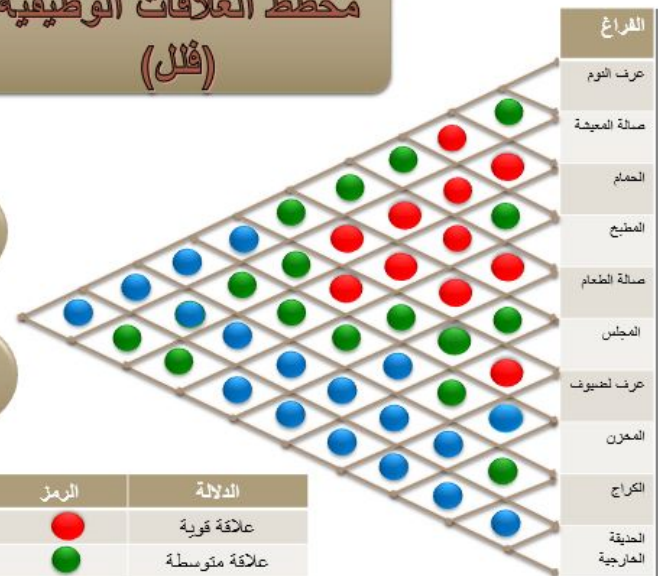 مخطط العلاقات الوظيفية
(فلل)
الفراغ
غرف النوم
صالة المعيشة
الحمام
المطبخ
صالة الطعام
المجلس
غرف لضيوف
المخزن
الكراج
الحديقة
الخارجية
الدلالة
الرمز
علاقة قوية
علاقة متوسطة